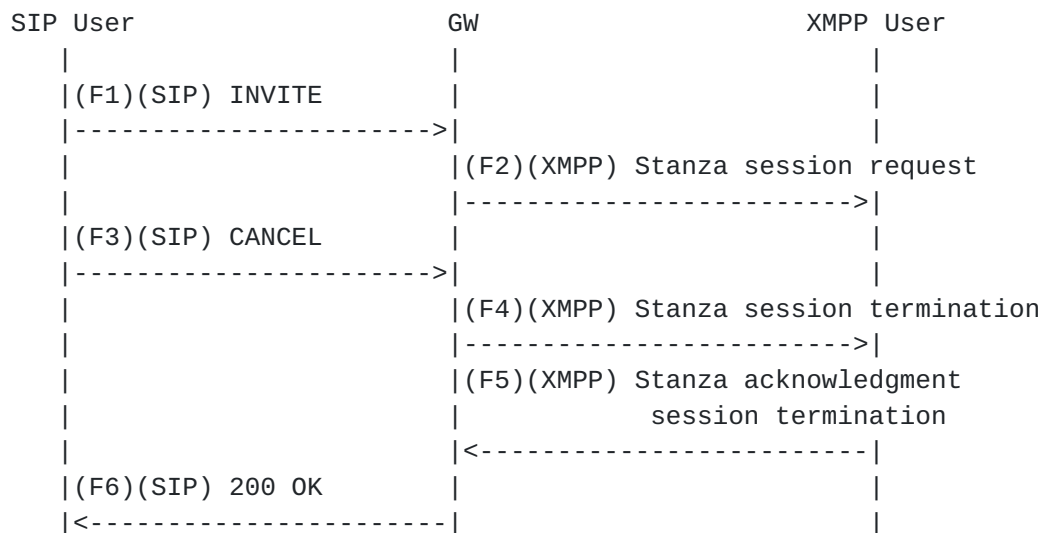 SIP User GW XMPP User
(F1)(SIP) INVITE
(F2)(XMPP) Stanza session request
(F3)(SIP) CANCEL
(F4)(XMPP) Stanza session termination
(F5)(XMPP) Stanza acknowledgment
session termination
(F6)(SIP) 200 OK